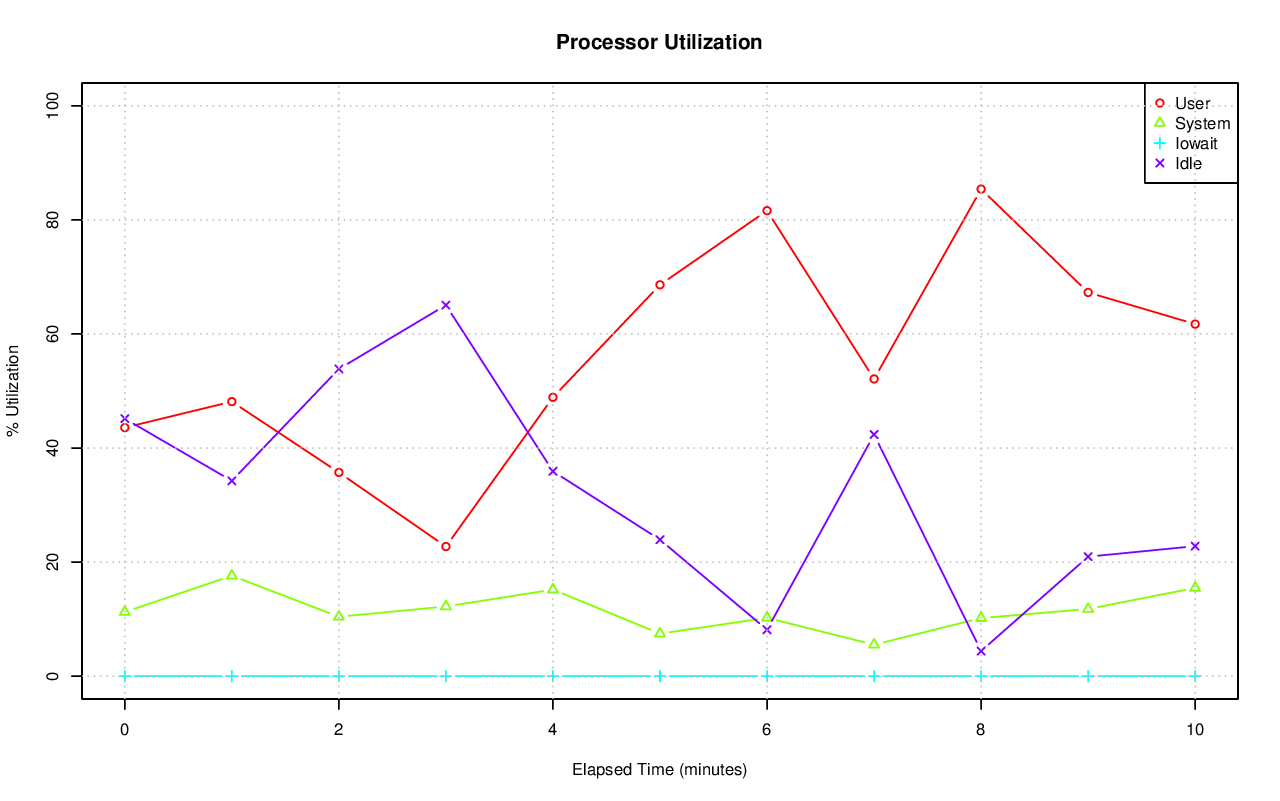 Processor Utilization
% Utilization
100
80
60
40
20
0
User
System
Iowait
Idle
0 2 4 6 8 10
Elapsed Time (minutes)